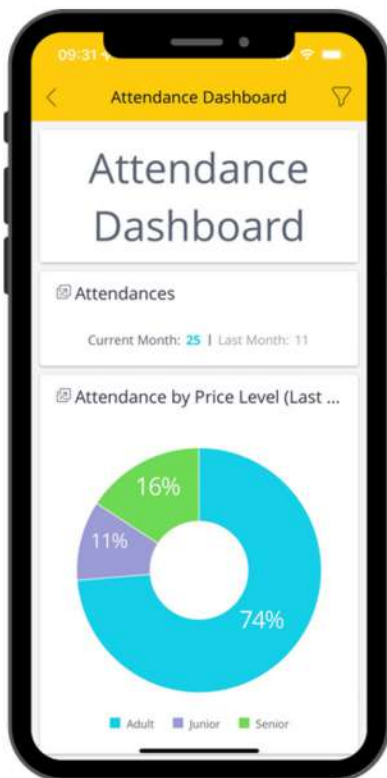 09:31
Attendance Dashboard
Attendance
Dashboard
Attendances
Current Month: 25 | Last Month: 11
Attendance by Price Level (Last ...
16%
11%
74%
Adult Junior Senior